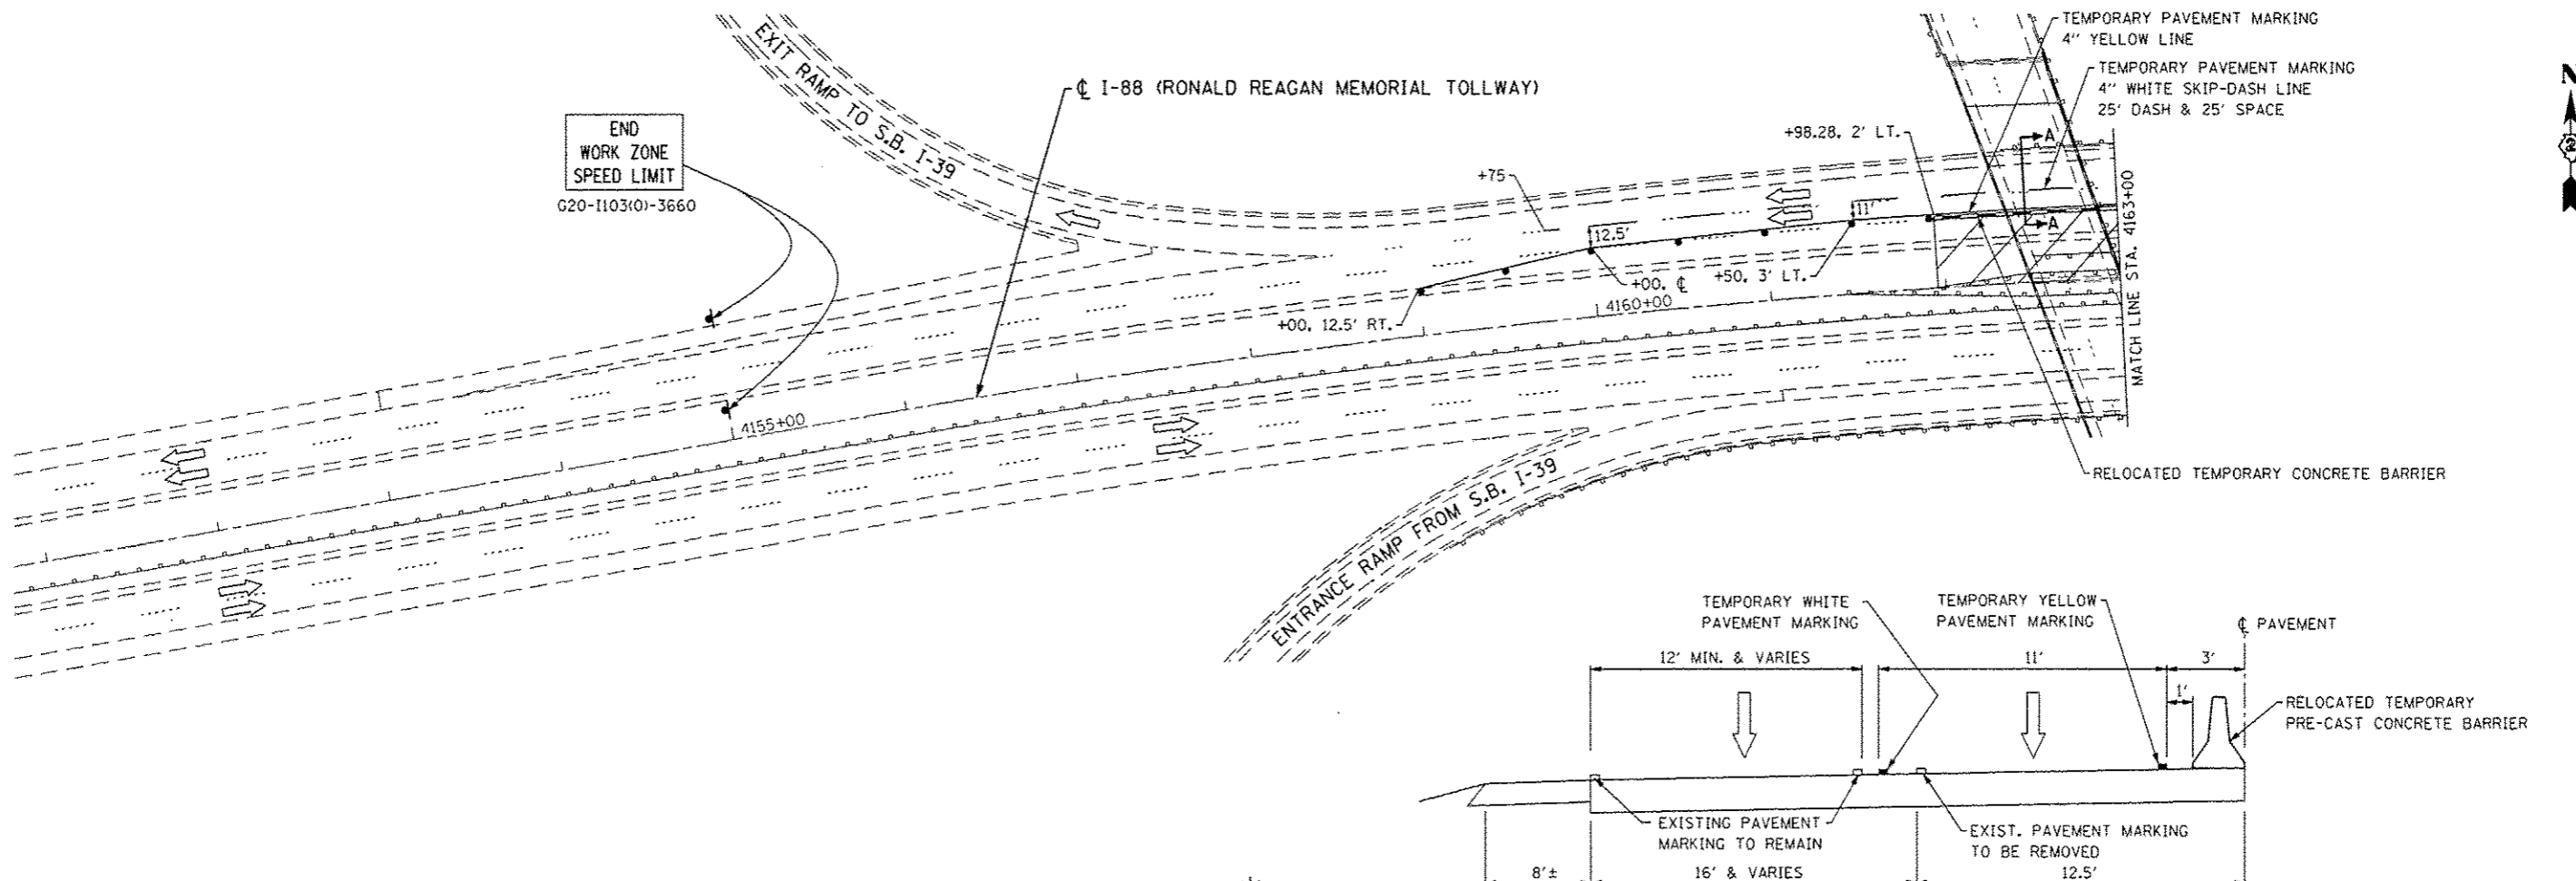 TEMPORARY PAVEMENT MARKING
4" YELLOW LINE
TEMPORARY PAVEMENT MARKING
4" WHITE SKIP-DASH LINE
25' DASH & 25' SPACE
N
EXIT RAMP TO S.B. I-39
℄ I-88 (RONALD REAGAN MEMORIAL TOLLWAY)
END
WORK ZONE
SPEED LIMIT
G20-I103(0)-3660
+98.28, 2' LT.
A
+75
11'
12.5'
A
+00, ℄
+50, 3' LT.
+00, 12.5' RT.
4160+00
4155+00
MATCH LINE STA. 4163+00
RELOCATED TEMPORARY CONCRETE BARRIER
ENTRANCE RAMP FROM S.B. I-39
TEMPORARY WHITE
PAVEMENT MARKING
TEMPORARY YELLOW
PAVEMENT MARKING
℄ PAVEMENT
12' MIN. & VARIES
11'
3'
1'
RELOCATED TEMPORARY
PRE-CAST CONCRETE BARRIER
EXISTING PAVEMENT
MARKING TO REMAIN
EXIST. PAVEMENT MARKING
TO BE REMOVED
8'±
16' & VARIES
12.5'